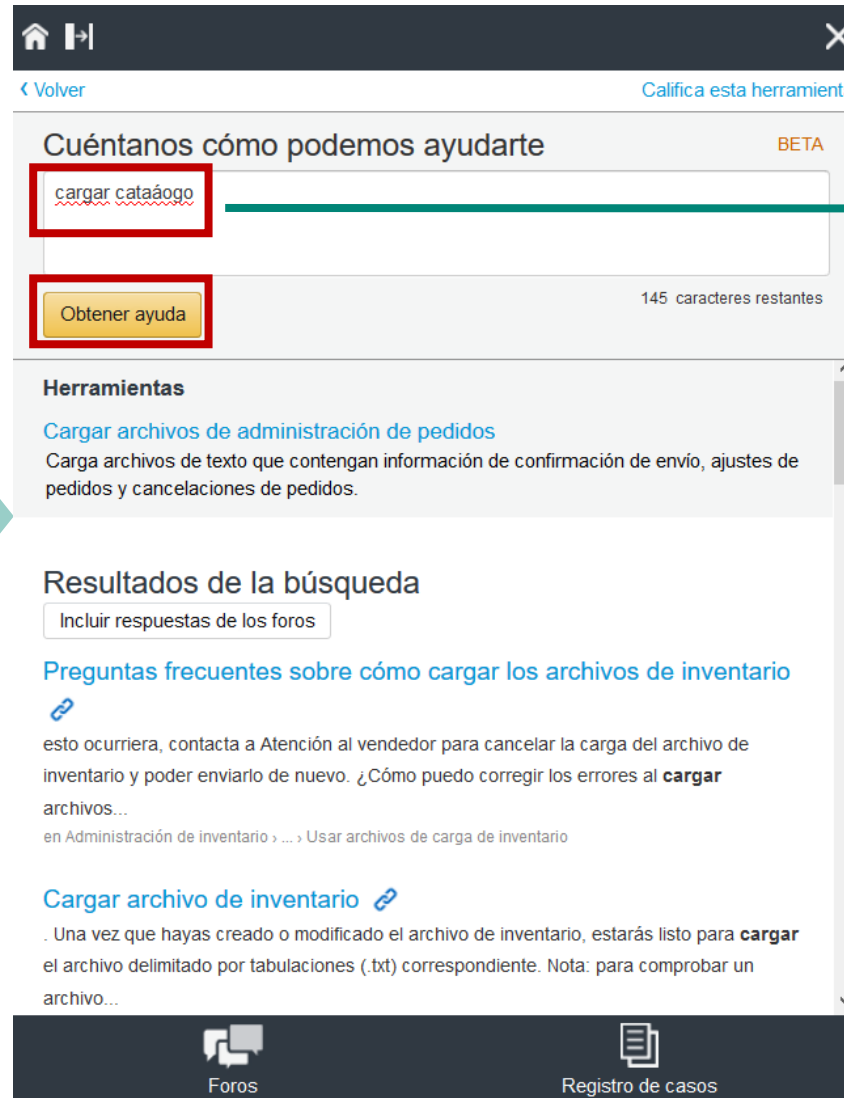 Volver
Califica esta herramient
Cuéntanos cómo podemos ayudarte
BETA
cargar cataáogo
Obtener ayuda
145 caracteres restantes
Herramientas
Cargar archivos de administración de pedidos
Carga archivos de texto que contengan información de confirmación de envío, ajustes de
pedidos y cancelaciones de pedidos.
Resultados de la búsqueda
Incluir respuestas de los foros
Preguntas frecuentes sobre cómo cargar los archivos de inventario
esto ocurriera, contacta a Atención al vendedor para cancelar la carga del archivo de
inventario y poder enviarlo de nuevo. ¿Cómo puedo corregir los errores al cargar
archivos...
en Administración de inventario › ... › Usar archivos de carga de inventario
Cargar archivo de inventario
. Una vez que hayas creado o modificado el archivo de inventario, estarás listo para cargar
el archivo delimitado por tabulaciones (.txt) correspondiente. Nota: para comprobar un
archivo...
Foros
Registro de casos